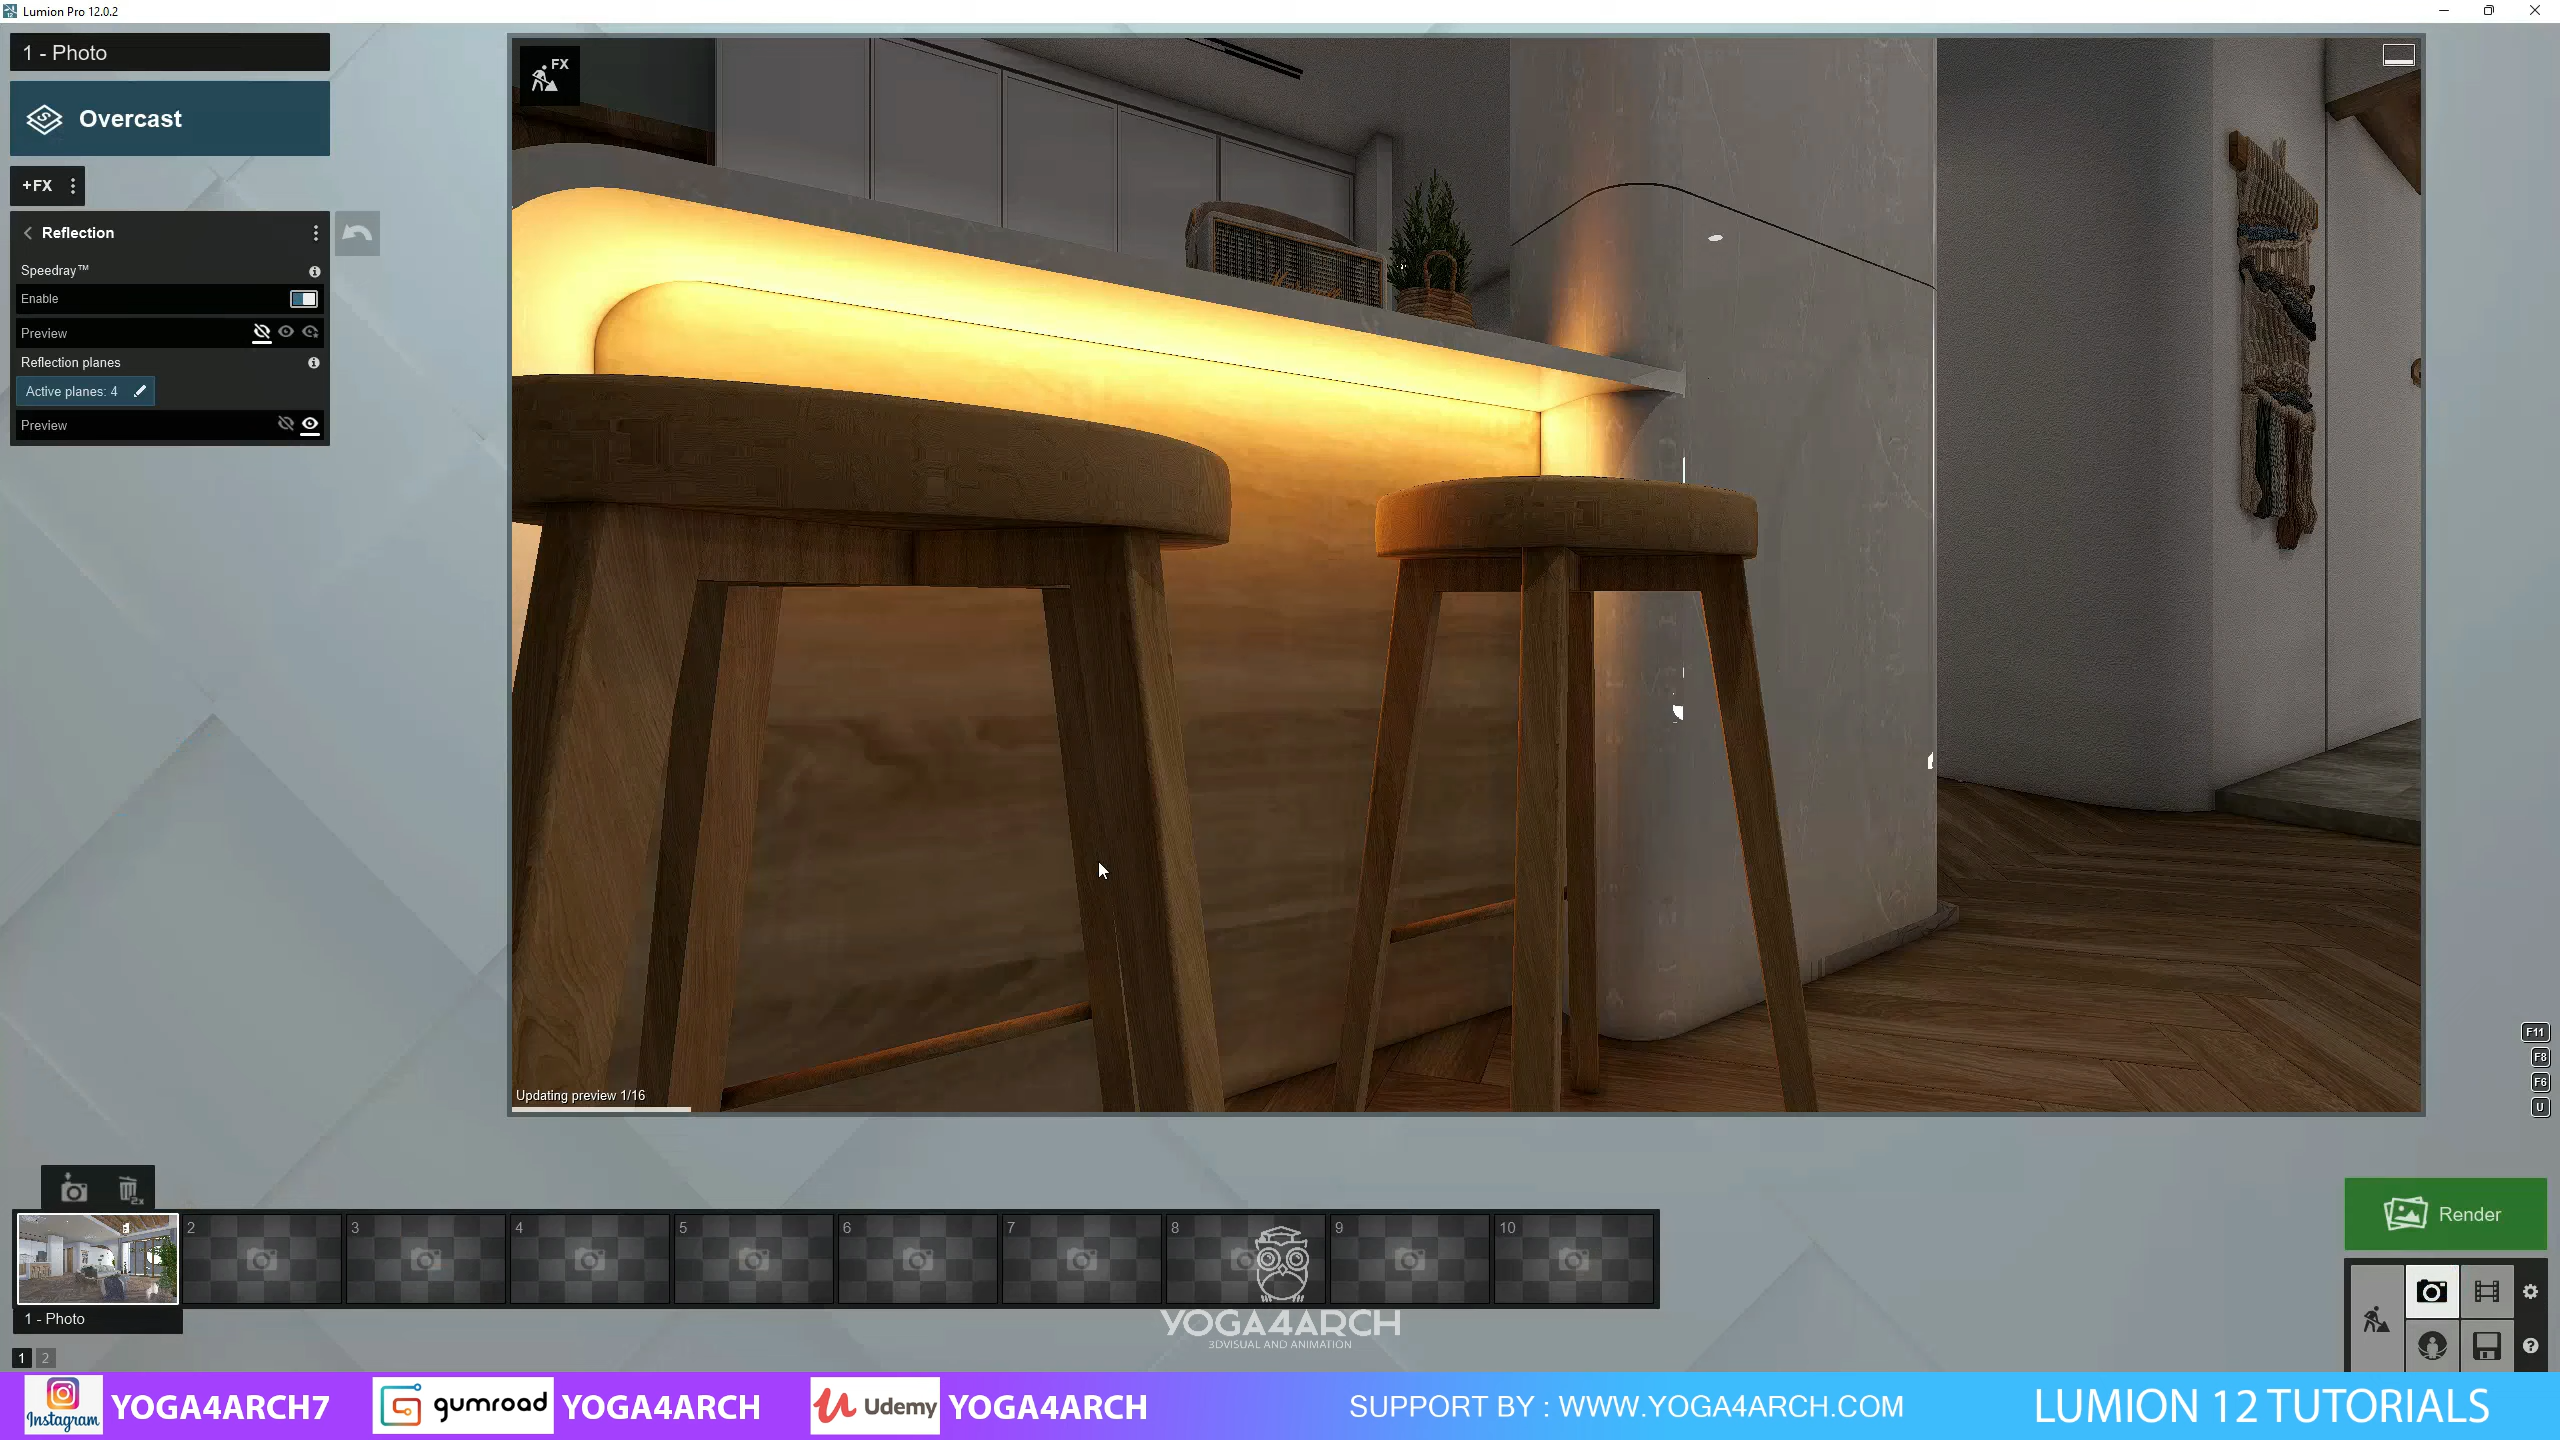 Lumion Pro 12.0.2
1 - Photo
Overcast
+FX
Reflection
Speedray™
Enable
Preview
Reflection planes
Active planes: 4
Preview
FX
Updating preview 1/16
F11
F8
F6
U
2x
2
3
4
5
6
7
8
9
10
1 - Photo
1
2
Render
YOGA4ARCH
3DVISUAL AND ANIMATION
Instagram
YOGA4ARCH7
gumroad
YOGA4ARCH
Udemy
YOGA4ARCH
SUPPORT BY : WWW.YOGA4ARCH.COM
LUMION 12 TUTORIALS